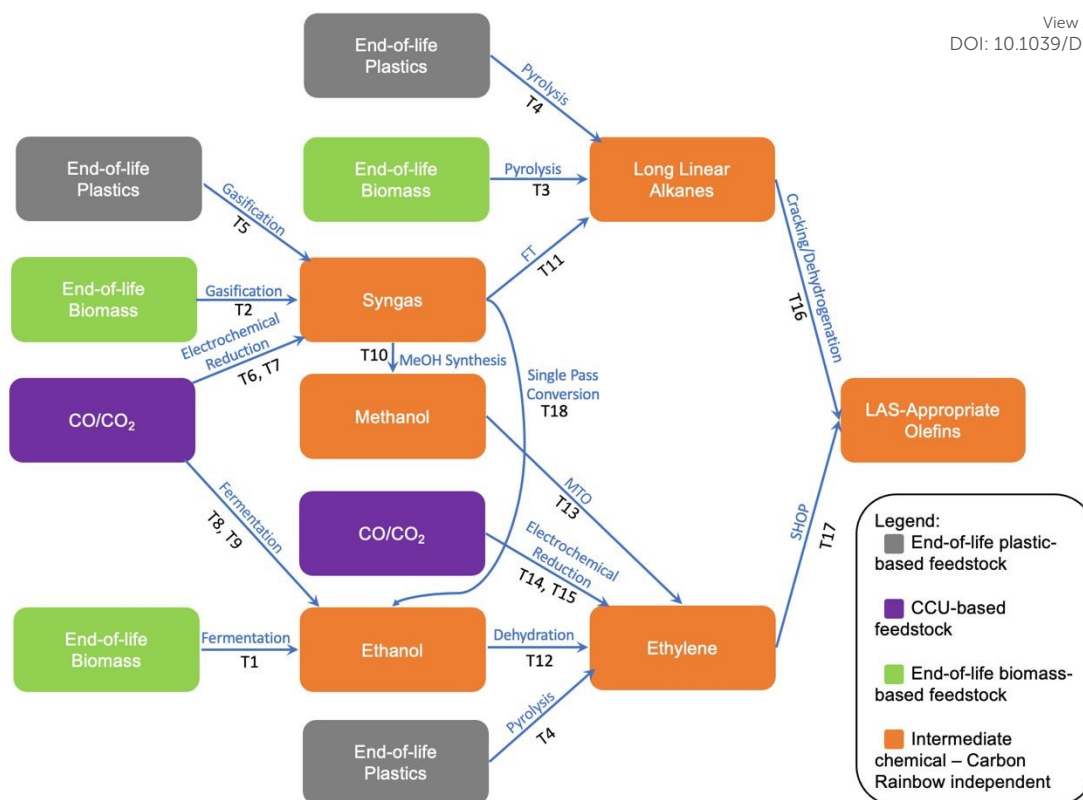 View
DOI: 10.1039/D
End-of-life
Plastics
Pyrolysis
T4
End-of-life
Plastics
Gasification
T5
End-of-life
Biomass
Pyrolysis
T3
Long Linear
Alkanes
End-of-life
Biomass
Gasification
T2
Syngas
FT
T11
Cracking/Dehydrogenation
T16
Electrochemical
Reduction
T6, T7
T10
MeOH Synthesis
Single Pass
Conversion
T18
CO/CO₂
Methanol
LAS-Appropriate
Olefins
Fermentation
T8, T9
CO/CO₂
MTO
T13
Electrochemical
Reduction
T14, T15
SHOP
T17
End-of-life
Biomass
Fermentation
T1
Ethanol
Dehydration
T12
Ethylene
End-of-life
Plastics
Pyrolysis
T4
Legend:
End-of-life plastic-
based feedstock
CCU-based
feedstock
End-of-life biomass-
based feedstock
Intermediate
chemical – Carbon
Rainbow independent